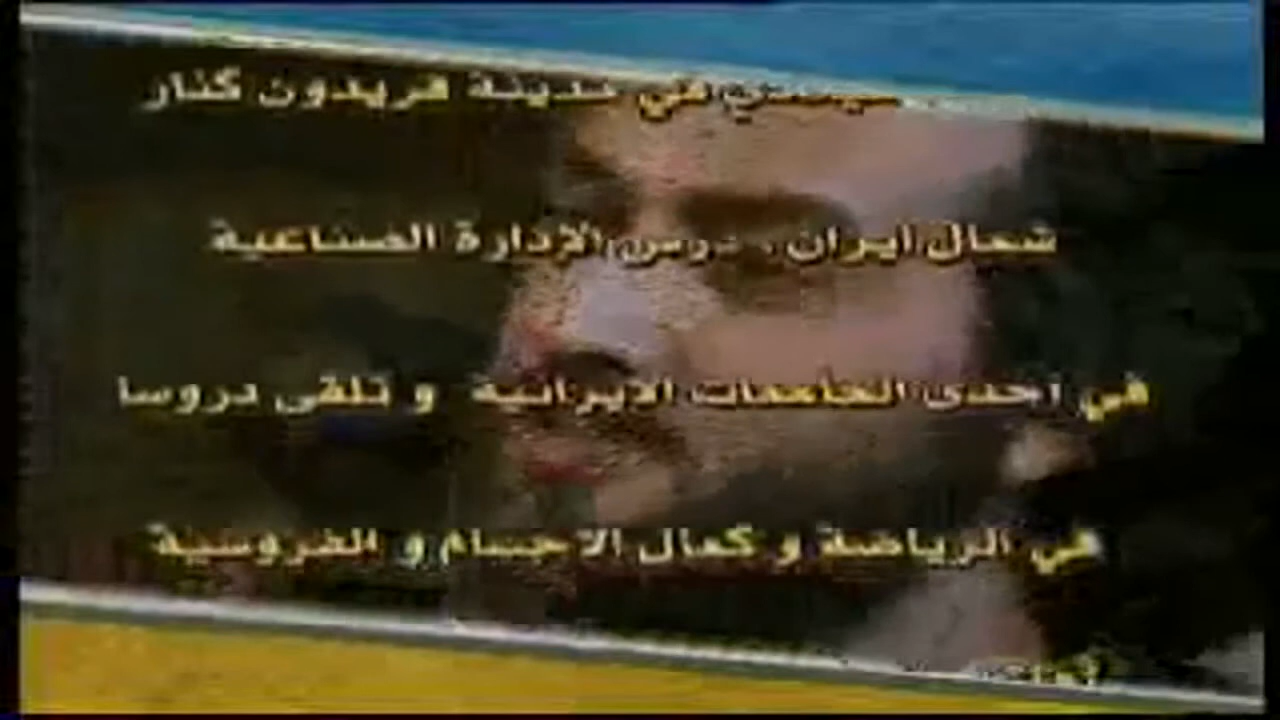 في مدينة فريدون كنار
شمال ايران . درس الإدارة الصناعية
في احدى الجامعات الايرانية و تلقى دروسا
في الرياضة و كمال الاجسام و الفروسية